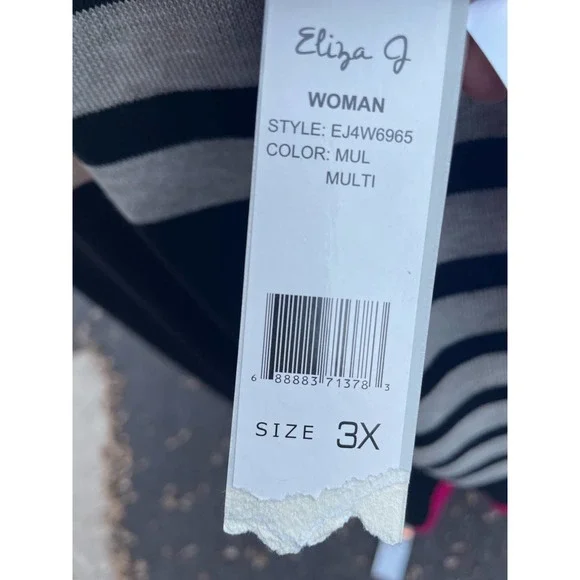 Eliza J
WOMAN
STYLE: EJ4W6965
COLOR: MUL
MULTI
6 88883 71378 3
SIZE 3X